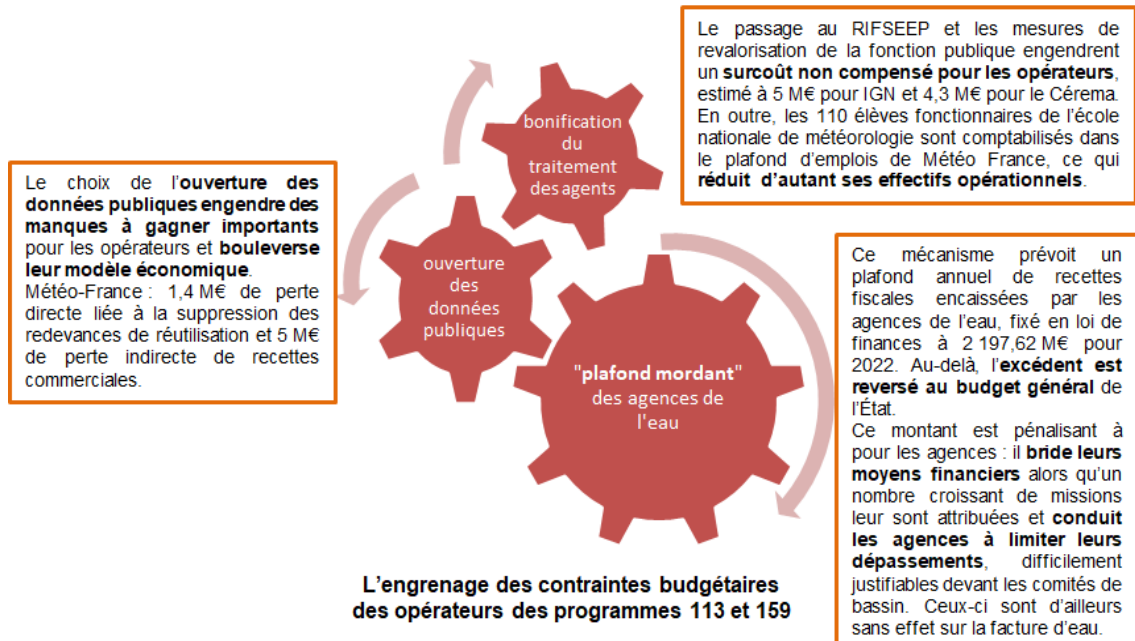 Le passage au RIFSEEP et les mesures de
revalorisation de la fonction publique engendrent
un surcoût non compensé pour les opérateurs,
estimé à 5 M€ pour IGN et 4,3 M€ pour le Cérema.
En outre, les 110 élèves fonctionnaires de l'école
nationale de météorologie sont comptabilisés dans
le plafond d'emplois de Météo France, ce qui
réduit d'autant ses effectifs opérationnels.
bonification
du
traitement
des agents
Le choix de l'ouverture des
données publiques engendre des
manques à gagner importants
pour les opérateurs et bouleverse
leur modèle économique.
Météo-France : 1,4 M€ de perte
directe liée à la suppression des
redevances de réutilisation et 5 M€
de perte indirecte de recettes
commerciales.
ouverture
des
données
publiques
"plafond mordant"
des agences de
l'eau
Ce mécanisme prévoit un
plafond annuel de recettes
fiscales encaissées par les
agences de l'eau, fixé en loi de
finances à 2 197,62 M€ pour
2022. Au-delà, l'excédent est
reversé au budget général de
l'État.
Ce montant est pénalisant à
pour les agences : il bride leurs
moyens financiers alors qu'un
nombre croissant de missions
leur sont attribuées et conduit
les agences à limiter leurs
dépassements, difficilement
justifiables devant les comités de
bassin. Ceux-ci sont d'ailleurs
sans effet sur la facture d'eau.
L'engrenage des contraintes budgétaires
des opérateurs des programmes 113 et 159